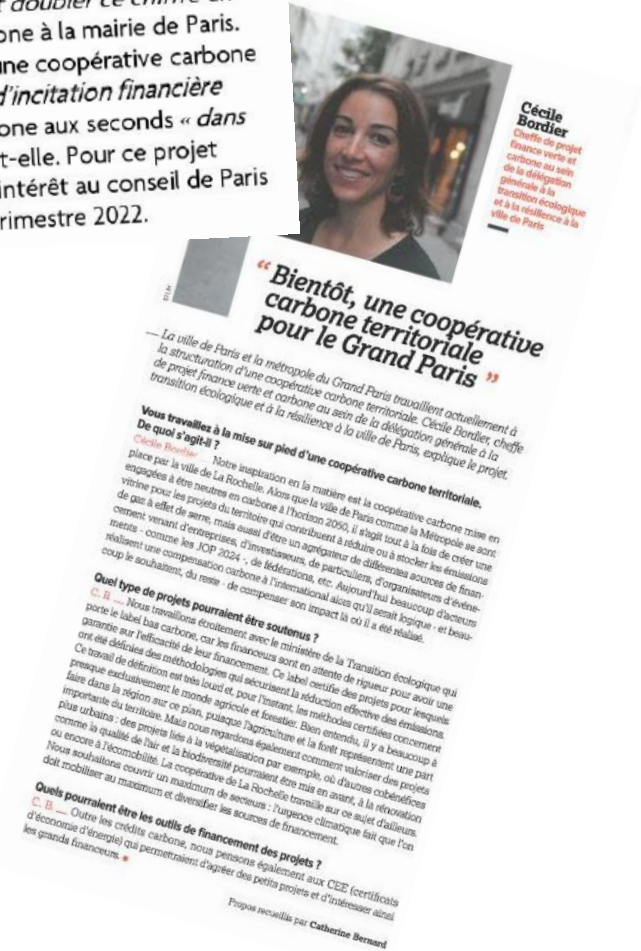 one à la mairie de Paris.
une coopérative carbone
d'incitation financière
one aux seconds « dans
t-elle. Pour ce projet
intérêt au conseil de Paris
rimestre 2022.
Cécile
Bordier
Cheffe de projet
finance verte et
carbone au sein
de la délégation
générale à la
transition écologique
et à la résilience à la
ville de Paris
“ Bientôt, une coopérative
carbone territoriale
pour le Grand Paris ”
— La ville de Paris et la métropole du Grand Paris travaillent actuellement à
la structuration d'une coopérative carbone territoriale. Cécile Bordier, cheffe
de projet finance verte et carbone au sein de la délégation générale à la
transition écologique et à la résilience à la ville de Paris, explique le projet.
Vous travaillez à la mise sur pied d'une coopérative carbone territoriale.
De quoi s'agit-il ?
Cécile Bordier __ Notre inspiration en la matière est la coopérative carbone mise en
place par la ville de La Rochelle. Alors que la ville de Paris comme la Métropole se sont
engagées à être neutres en carbone à l'horizon 2050, il s'agit tout à la fois de créer une
vitrine pour les projets du territoire qui contribuent à réduire ou à stocker les émissions
de gaz à effet de serre, mais aussi d'être un agrégateur de différentes sources de finan-
cement venant d'entreprises, d'investisseurs, de particuliers, d'organisateurs d'événe-
ments - comme les JOP 2024 -, de fédérations, etc. Aujourd'hui beaucoup d'acteurs
réalisent une compensation carbone à l'international alors qu'il serait logique - et beau-
coup le souhaitent, du reste - de compenser son impact là où il a été réalisé.
Quel type de projets pourraient être soutenus ?
C. B. __ Nous travaillons étroitement avec le ministère de la Transition écologique qui
porte le label bas carbone, car les financeurs sont en attente de rigueur pour avoir une
garantie sur l'efficacité de leur financement. Ce label certifie des projets pour lesquels
ont été définies des méthodologies qui sécurisent la réduction effective des émissions.
Ce travail de définition est très lourd et, pour l'instant, les méthodes certifiées concernent
presque exclusivement le monde agricole et forestier. Bien entendu, il y a beaucoup à
faire dans la région sur ce plan, puisque l'agriculture et la forêt représentent une part
importante du territoire. Mais nous regardons également comment valoriser des projets
plus urbains : des projets liés à la végétalisation par exemple, où d'autres cobénéfices
comme la qualité de l'air et la biodiversité pourraient être mis en avant, à la rénovation
ou encore à l'écomobilité. La coopérative de La Rochelle travaille sur ce sujet d'ailleurs.
Nous souhaitons couvrir un maximum de secteurs : l'urgence climatique fait que l'on
doit mobiliser au maximum et diversifier les sources de financement.
Quels pourraient être les outils de financement des projets ?
C. B. __ Outre les crédits carbone, nous pensons également aux CEE (certificats
d'économie d'énergie) qui permettraient d'agréer des petits projets et d'intéresser ainsi
les grands financeurs.
Propos recueillis par Catherine Bernard